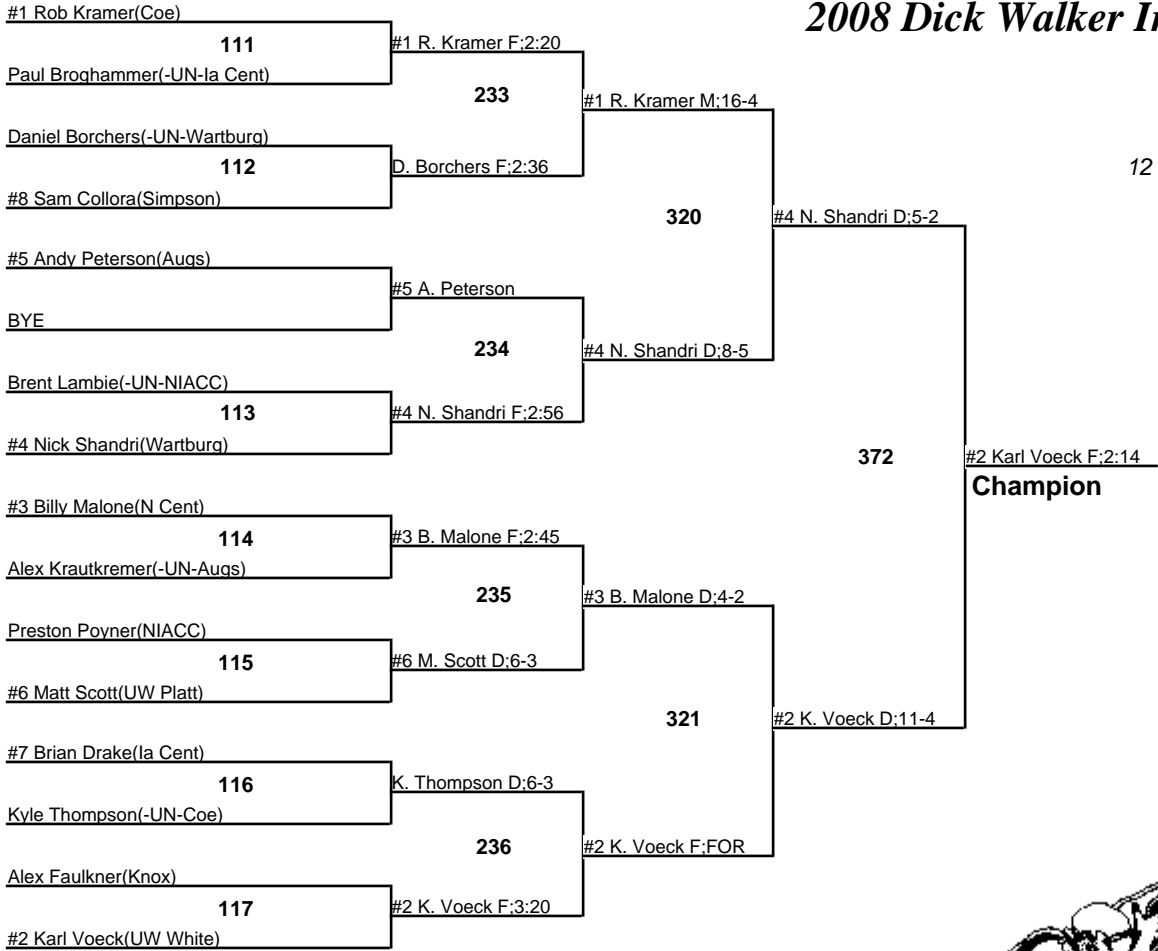 2008 Dick Walker
12
#1 Rob Kramer(Coe)
111
Paul Broghammer(-UN-Ia Cent)
Daniel Borchers(-UN-Wartburg)
112
#8 Sam Collora(Simpson)
#5 Andy Peterson(Augs)
BYE
Brent Lambie(-UN-NIACC)
113
#4 Nick Shandri(Wartburg)
#3 Billy Malone(N Cent)
114
Alex Krautkremer(-UN-Augs)
Preston Poyner(NIACC)
115
#6 Matt Scott(UW Platt)
#7 Brian Drake(Ia Cent)
116
Kyle Thompson(-UN-Coe)
Alex Faulkner(Knox)
117
#2 Karl Voeck(UW White)
#1 R. Kramer F;2:20
233
D. Borchers F;2:36
#5 A. Peterson
234
#4 N. Shandri F;2:56
#3 B. Malone F;2:45
235
#6 M. Scott D;6-3
K. Thompson D;6-3
236
#2 K. Voeck F;3:20
#1 R. Kramer M;16-4
320
#4 N. Shandri D;8-5
#3 B. Malone D;4-2
321
#2 K. Voeck F;FOR
#4 N. Shandri D;5-2
372
#2 K. Voeck D;11-4
#2 Karl Voeck F;2:14
Champion